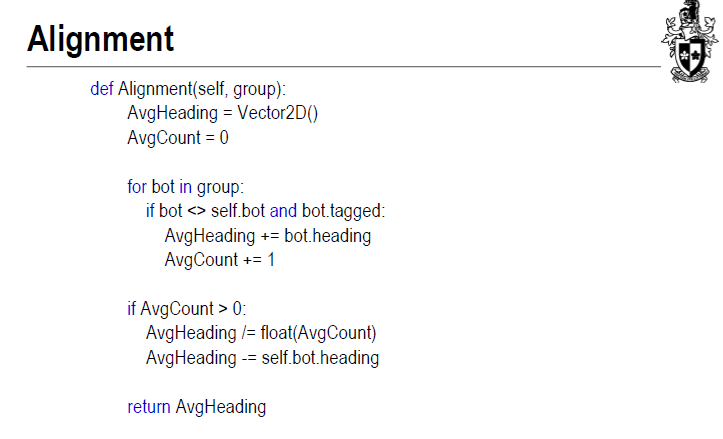 Alignment
def Alignment(self, group):
AvgHeading = Vector2D()
AvgCount = 0
for bot in group:
if bot <> self.bot and bot.tagged:
AvgHeading += bot.heading
AvgCount += 1
if AvgCount > 0:
AvgHeading /= float(AvgCount)
AvgHeading -= self.bot.heading
return AvgHeading